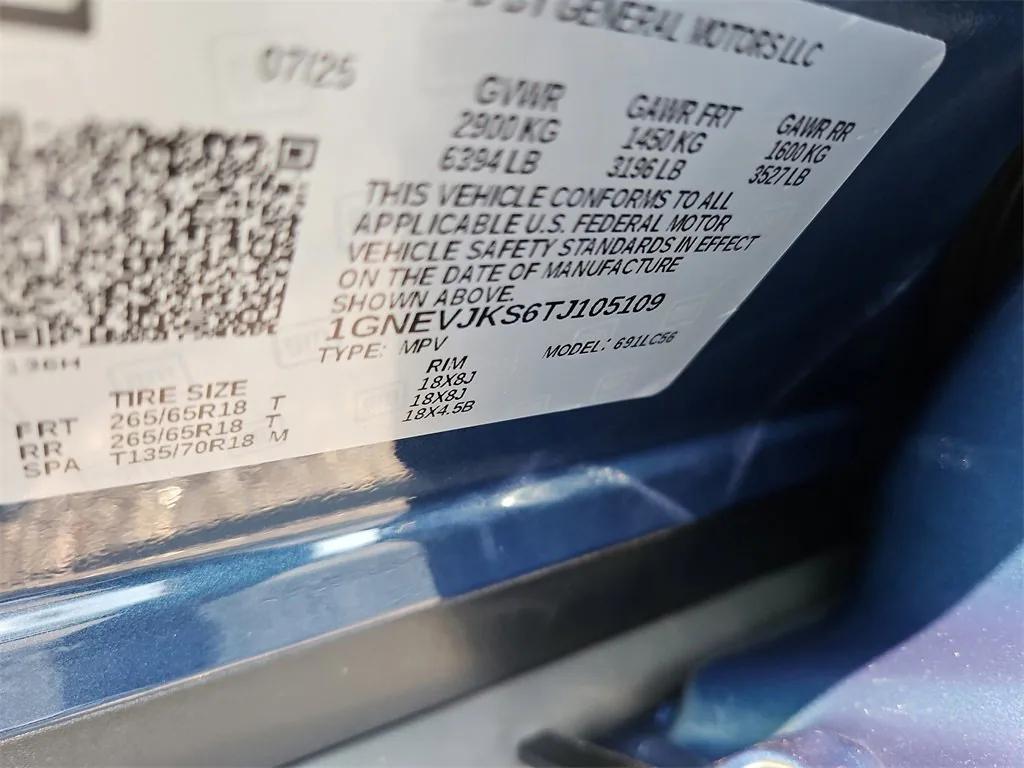 D BY GENERAL MOTORS LLC
07/25
GVWR GAWR FRT GAWR RR
2900 KG 1450 KG 1600 KG
6394 LB 3196 LB 3527 LB
THIS VEHICLE CONFORMS TO ALL
APPLICABLE U.S. FEDERAL MOTOR
VEHICLE SAFETY STANDARDS IN EFFECT
ON THE DATE OF MANUFACTURE
SHOWN ABOVE.
1GNEVJKS6TJ105109
TYPE: MPV MODEL: 691LC56
136H
TIRE SIZE RIM
FRT 265/65R18 T 18X8J
RR 265/65R18 T 18X8J
SPA T135/70R18 M 18X4.5B